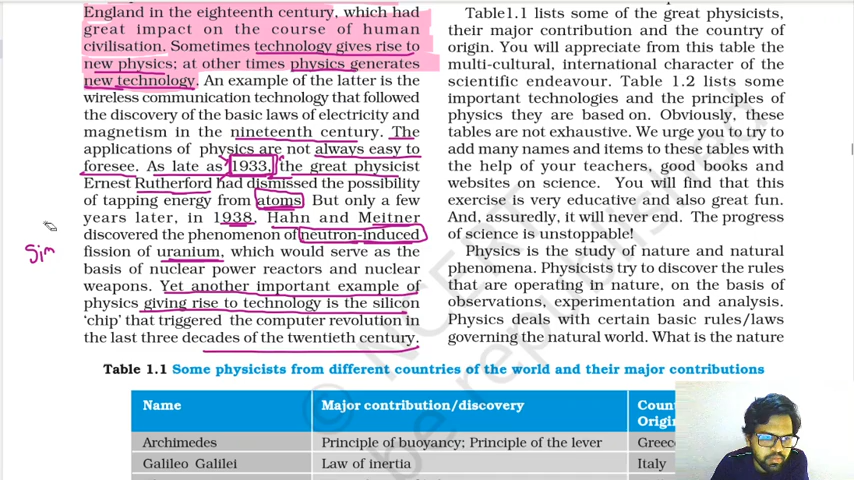 England in the eighteenth century, which had
great impact on the course of human
civilisation. Sometimes technology gives rise to
new physics; at other times physics generates
new technology. An example of the latter is the
wireless communication technology that followed
the discovery of the basic laws of electricity and
magnetism in the nineteenth century. The
applications of physics are not always easy to
foresee. As late as 1933, the great physicist
Ernest Rutherford had dismissed the possibility
of tapping energy from atoms. But only a few
years later, in 1938, Hahn and Meitner
discovered the phenomenon of neutron-induced
fission of uranium, which would serve as the
basis of nuclear power reactors and nuclear
weapons. Yet another important example of
physics giving rise to technology is the silicon
‘chip’ that triggered the computer revolution in
the last three decades of the twentieth century.
Sim
Table1.1 lists some of the great physicists,
their major contribution and the country of
origin. You will appreciate from this table the
multi-cultural, international character of the
scientific endeavour. Table 1.2 lists some
important technologies and the principles of
physics they are based on. Obviously, these
tables are not exhaustive. We urge you to try to
add many names and items to these tables with
the help of your teachers, good books and
websites on science. You will find that this
exercise is very educative and also great fun.
And, assuredly, it will never end. The progress
of science is unstoppable!
Physics is the study of nature and natural
phenomena. Physicists try to discover the rules
that are operating in nature, on the basis of
observations, experimentation and analysis.
Physics deals with certain basic rules/laws
governing the natural world. What is the nature
© NCERT
be republished
Table 1.1 Some physicists from different countries of the world and their major contributions
Name Major contribution/discovery
Origin
Archimedes Principle of buoyancy; Principle of the lever Greece
Galileo Galilei Law of inertia Italy